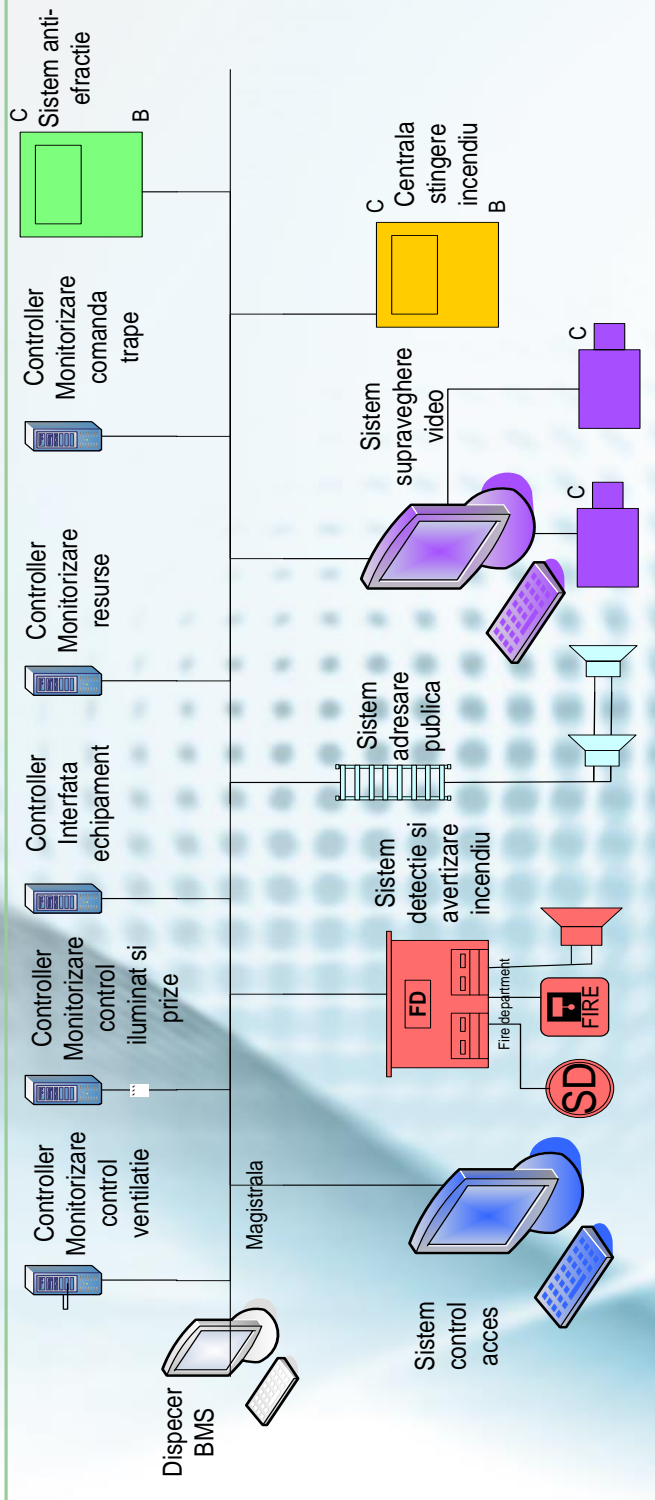 Controller
Monitorizare
control
ventilatie
Controller
Monitorizare
control
iluminat si
prize
Controller
Interfata
echipament
Controller
Monitorizare
resurse
Controller
Monitorizare
comanda
trape
C
Sistem anti-
efractie
B
Dispecer
BMS
Magistrala
Sistem
control
acces
FD
Fire department
SD
FIRE
Sistem
detectie si
avertizare
incendiu
Sistem
adresare
publica
Sistem
supraveghere
video
C
C
C
Centrala
stingere
incendiu
B